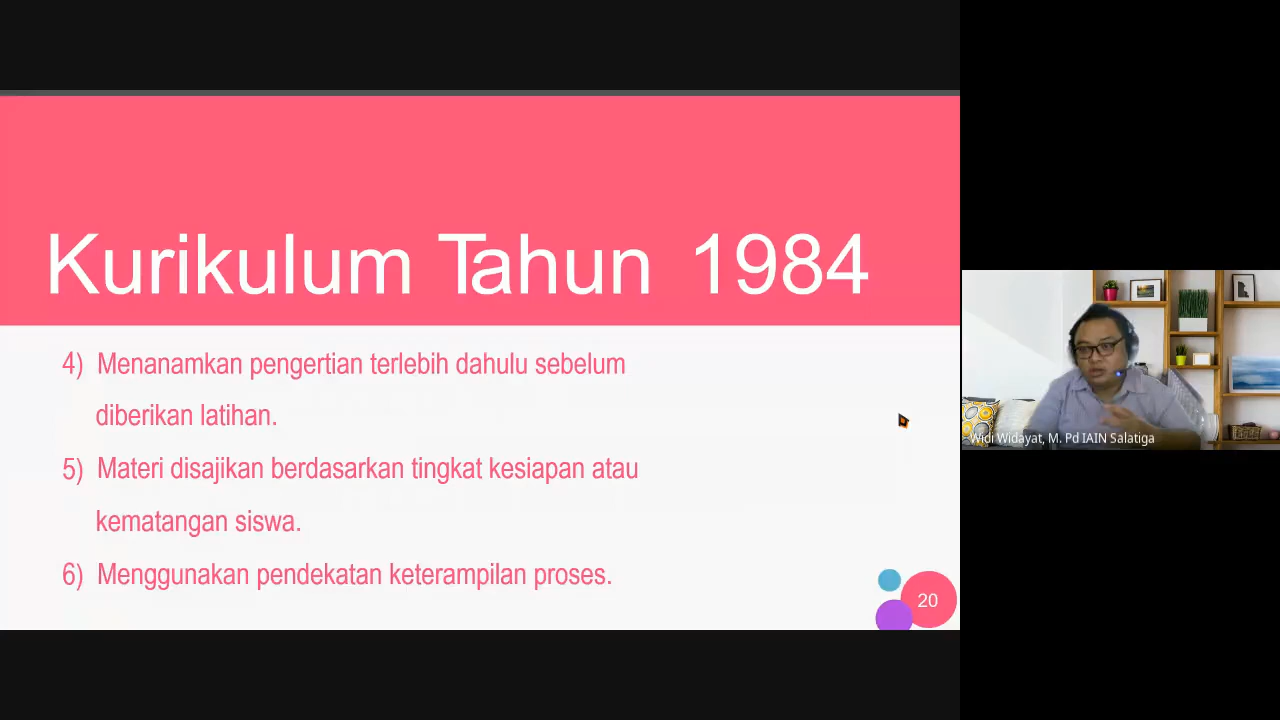 Kurikulum Tahun 1984
4) Menanamkan pengertian terlebih dahulu sebelum
diberikan latihan.
5) Materi disajikan berdasarkan tingkat kesiapan atau
kematangan siswa.
6) Menggunakan pendekatan keterampilan proses.
20
Widi Widayat, M. Pd IAIN Salatiga